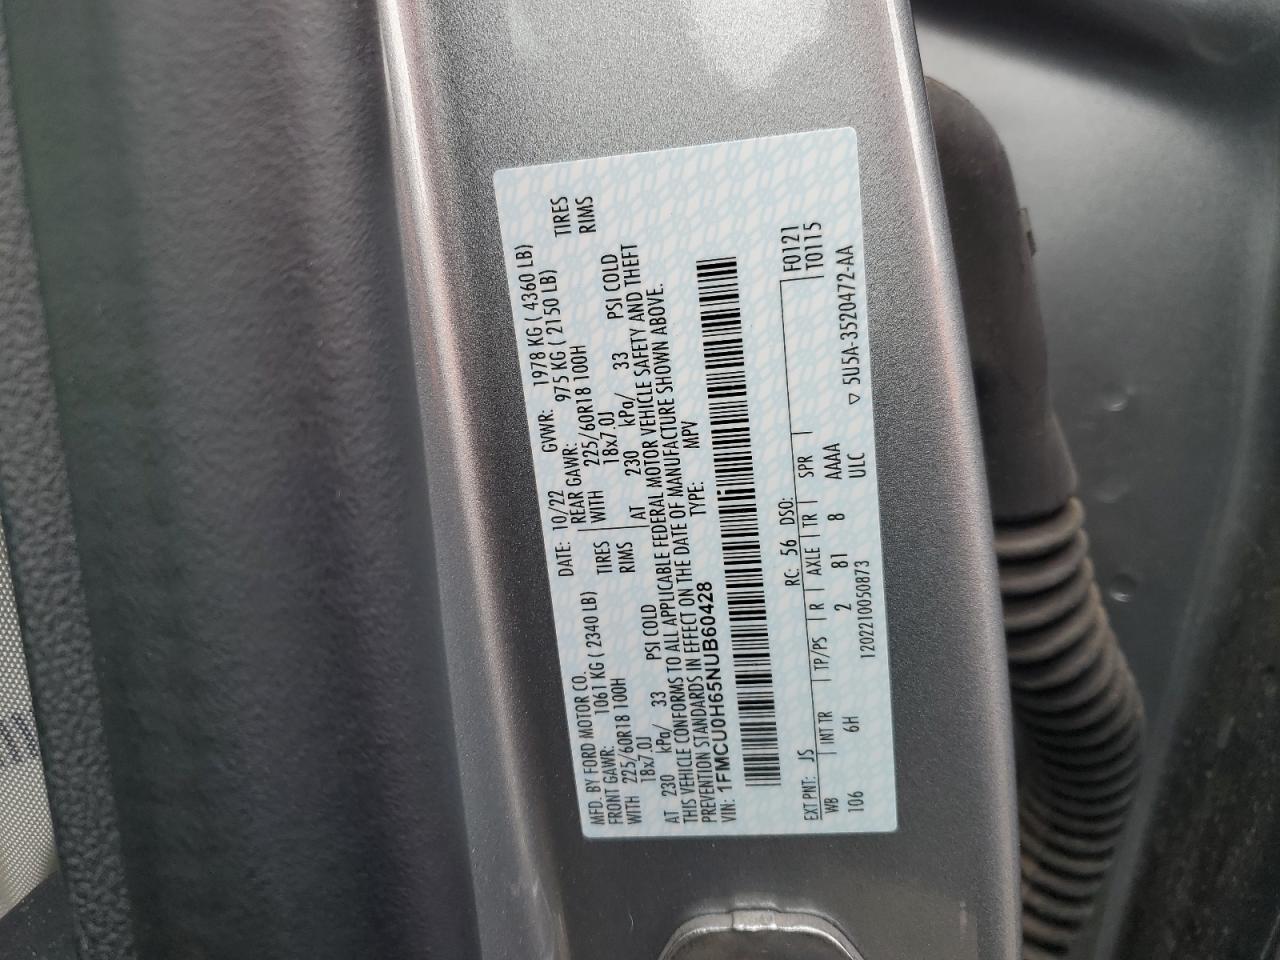 MFD. BY FORD MOTOR CO. DATE: 10/22 GVWR: 1978 KG ( 4360 LB)
FRONT GAWR: 1061 KG ( 2340 LB) REAR GAWR: 975 KG ( 2150 LB)
WITH 225/60R18 100H TIRES WITH 225/60R18 100H TIRES
18x7.0J RIMS 18x7.0J RIMS
AT 230 kPa/ 33 PSI COLD AT 230 kPa/ 33 PSI COLD
THIS VEHICLE CONFORMS TO ALL APPLICABLE FEDERAL MOTOR VEHICLE SAFETY AND THEFT
PREVENTION STANDARDS IN EFFECT ON THE DATE OF MANUFACTURE SHOWN ABOVE.
VIN: 1FMCU0H65NUB60428 TYPE: MPV
EXT PNT: JS RC: 56 DSO: F0121
WB INT TR TP/PS R AXLE TR SPR T0115
106 6H 2 81 8 AAAA
1202210050873 ULC ▽ 5U5A-3520472-AA